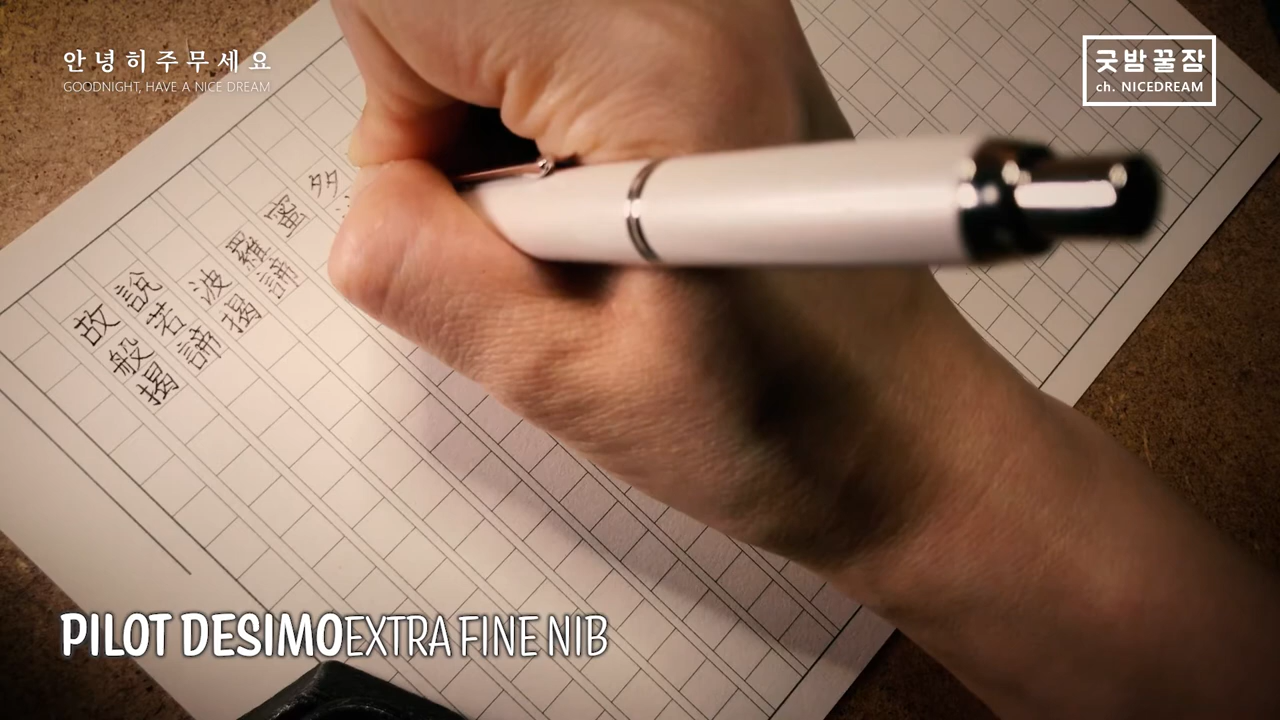 안녕히주무세요
GOODNIGHT, HAVE A NICE DREAM
굿밤꿀잠
ch. NICEDREAM
故說
般若波羅蜜多
揭諦揭諦
PILOT DESIMO EXTRA FINE NIB